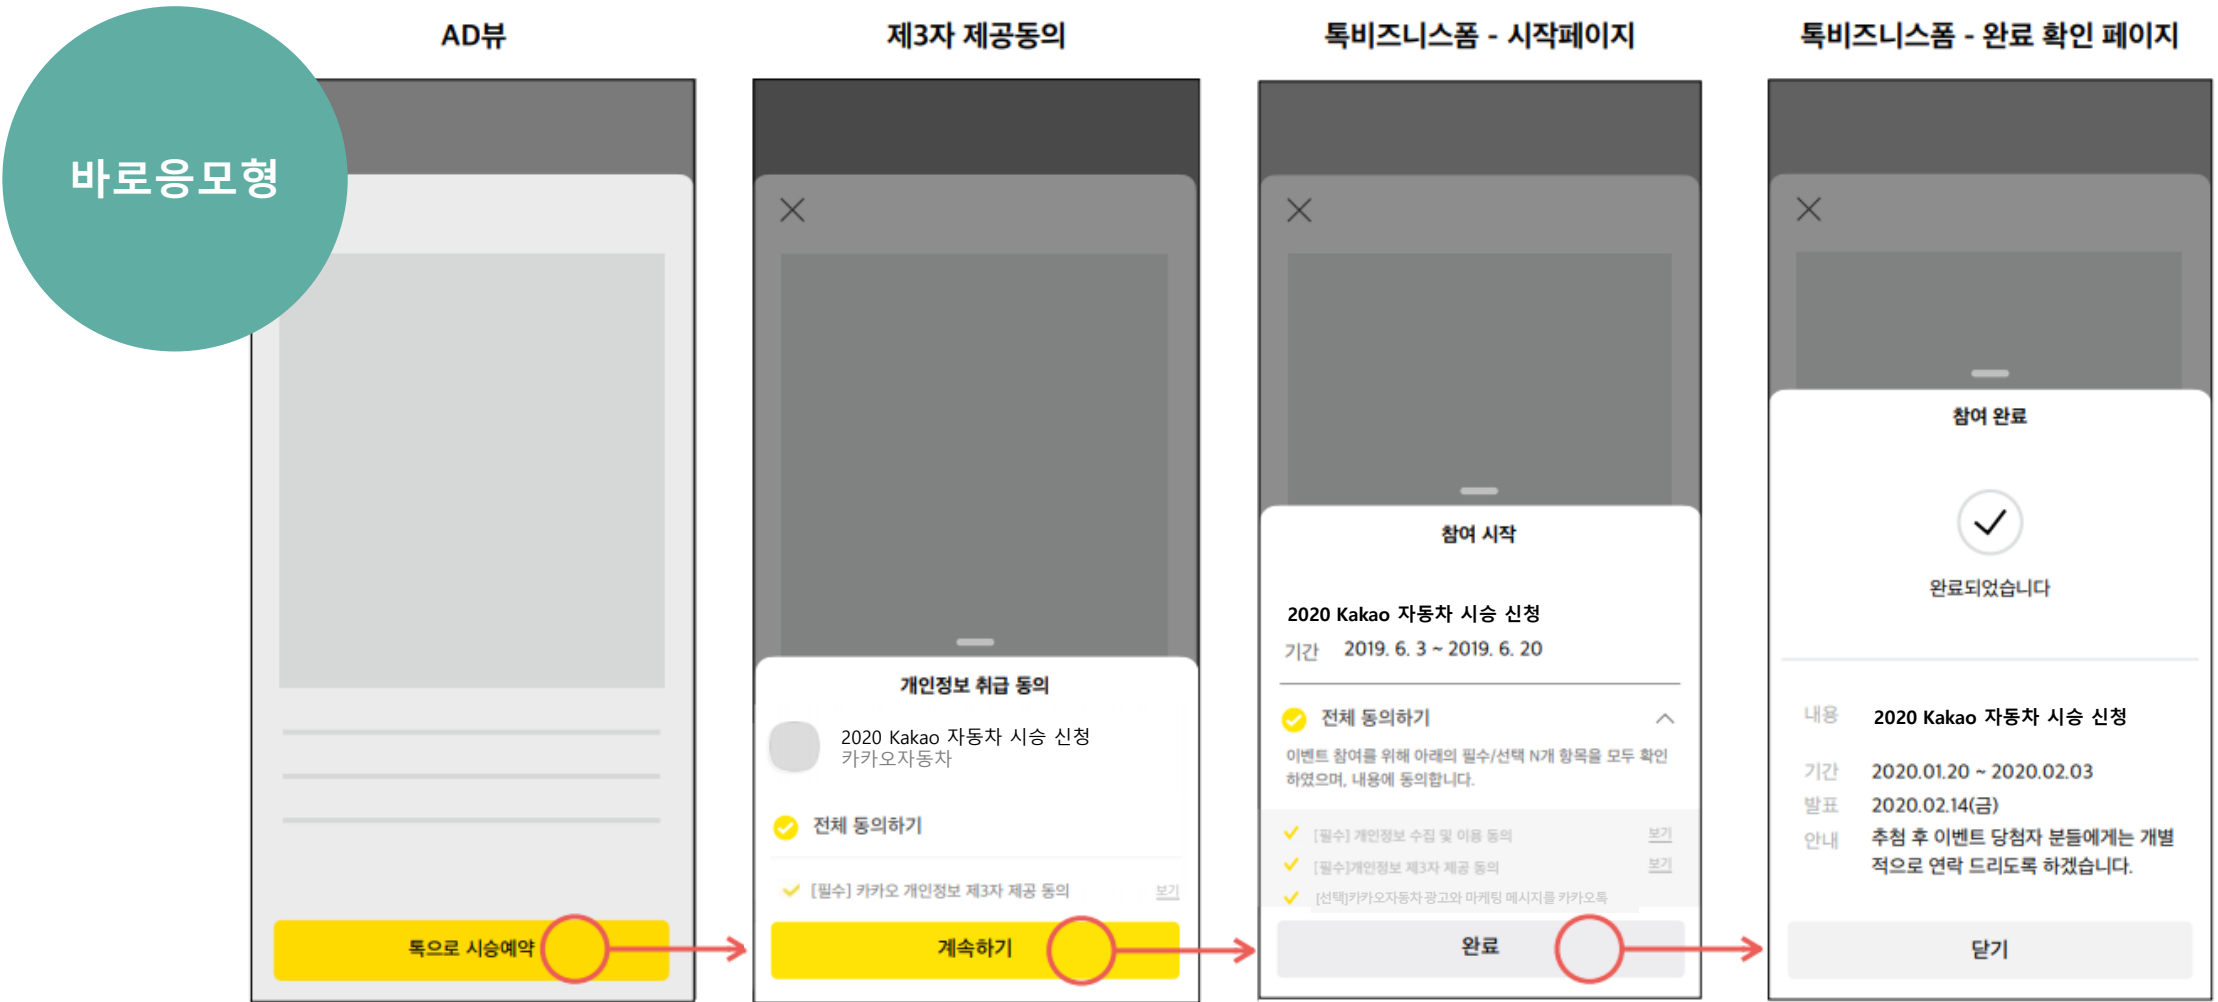 바로응모형
AD뷰
톡으로 시승예약
제3자 제공동의
개인정보 취급 동의
2020 Kakao 자동차 시승 신청
카카오자동차
전체 동의하기
[필수] 카카오 개인정보 제3자 제공 동의 보기
계속하기
톡비즈니스폼 - 시작페이지
참여 시작
2020 Kakao 자동차 시승 신청
기간 2019. 6. 3 ~ 2019. 6. 20
전체 동의하기
이벤트 참여를 위해 아래의 필수/선택 N개 항목을 모두 확인
하였으며, 내용에 동의합니다.
[필수] 개인정보 수집 및 이용 동의 보기
[필수]개인정보 제3자 제공 동의 보기
[선택]카카오자동차 광고와 마케팅 메시지를 카카오톡
완료
톡비즈니스폼 - 완료 확인 페이지
참여 완료
완료되었습니다
내용 2020 Kakao 자동차 시승 신청
기간 2020.01.20 ~ 2020.02.03
발표 2020.02.14(금)
안내 추첨 후 이벤트 당첨자 분들에게는 개별
적으로 연락 드리도록 하겠습니다.
닫기